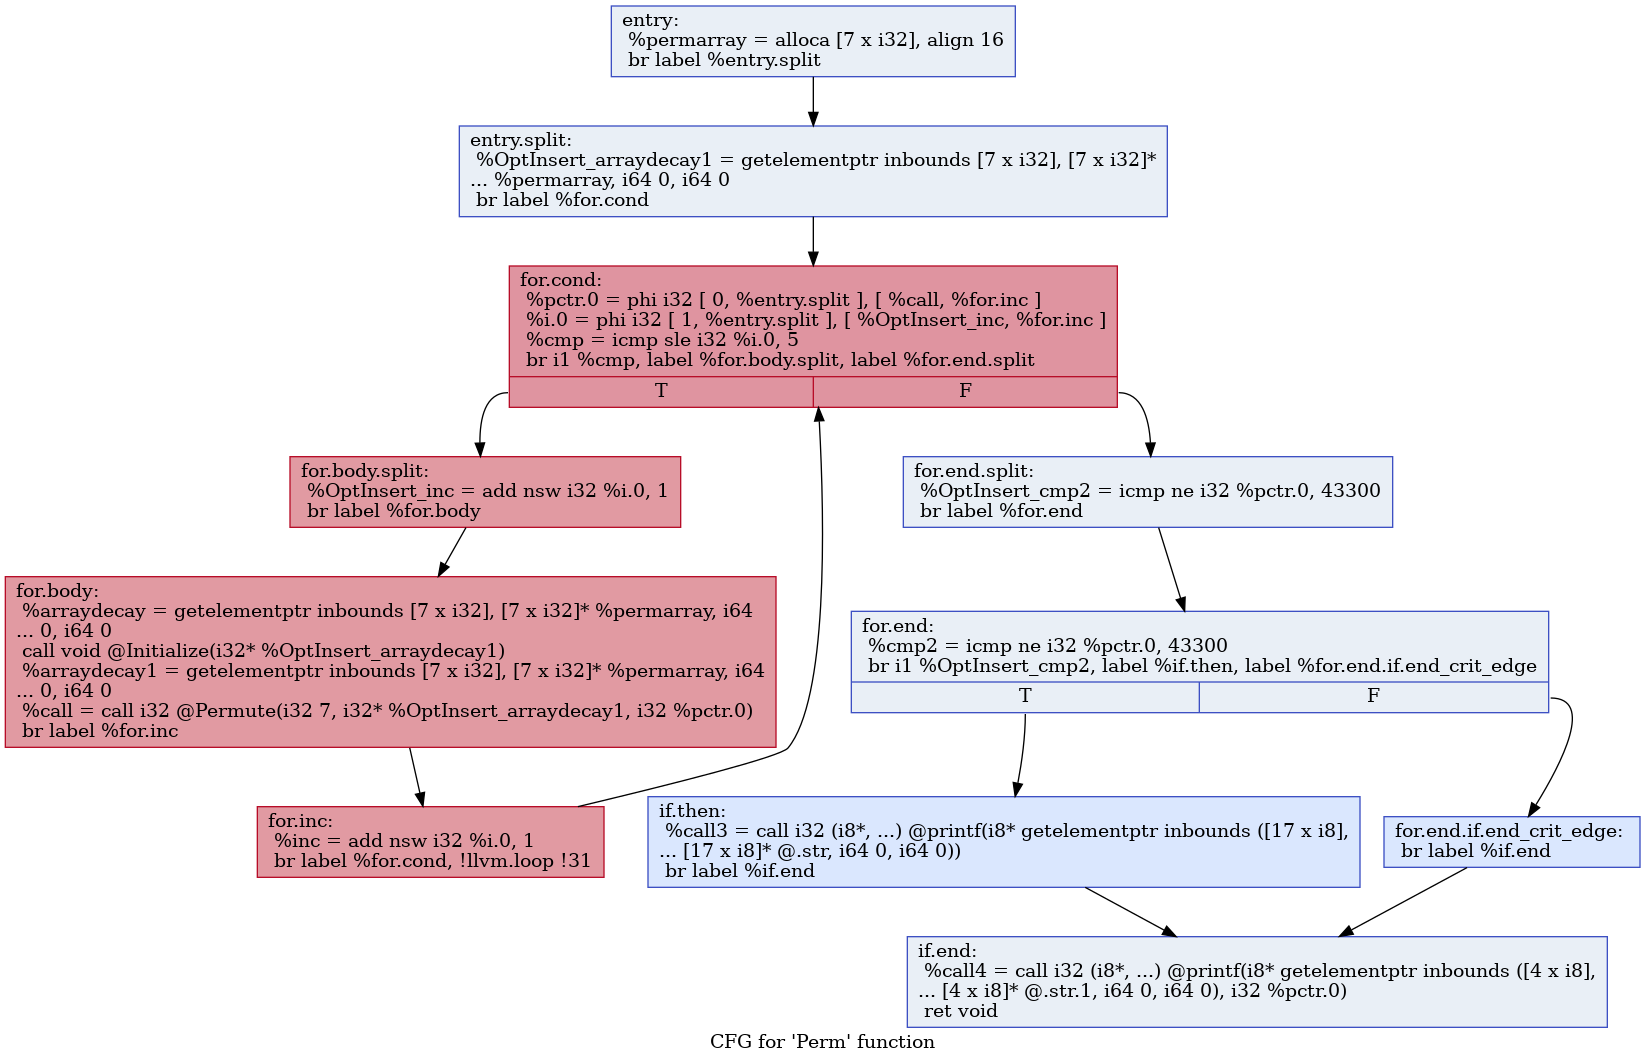 entry:
%permarray = alloca [7 x i32], align 16
br label %entry.split
entry.split:
%OptInsert_arraydecay1 = getelementptr inbounds [7 x i32], [7 x i32]*
... %permarray, i64 0, i64 0
br label %for.cond
for.cond:
%pctr.0 = phi i32 [ 0, %entry.split ], [ %call, %for.inc ]
%i.0 = phi i32 [ 1, %entry.split ], [ %OptInsert_inc, %for.inc ]
%cmp = icmp sle i32 %i.0, 5
br i1 %cmp, label %for.body.split, label %for.end.split
T
F
for.body.split:
%OptInsert_inc = add nsw i32 %i.0, 1
br label %for.body
for.end.split:
%OptInsert_cmp2 = icmp ne i32 %pctr.0, 43300
br label %for.end
for.body:
%arraydecay = getelementptr inbounds [7 x i32], [7 x i32]* %permarray, i64
... 0, i64 0
call void @Initialize(i32* %OptInsert_arraydecay1)
%arraydecay1 = getelementptr inbounds [7 x i32], [7 x i32]* %permarray, i64
... 0, i64 0
%call = call i32 @Permute(i32 7, i32* %OptInsert_arraydecay1, i32 %pctr.0)
br label %for.inc
for.end:
%cmp2 = icmp ne i32 %pctr.0, 43300
br i1 %OptInsert_cmp2, label %if.then, label %for.end.if.end_crit_edge
T
F
for.inc:
%inc = add nsw i32 %i.0, 1
br label %for.cond, !llvm.loop !31
if.then:
%call3 = call i32 (i8*, ...) @printf(i8* getelementptr inbounds ([17 x i8],
... [17 x i8]* @.str, i64 0, i64 0))
br label %if.end
for.end.if.end_crit_edge:
br label %if.end
if.end:
%call4 = call i32 (i8*, ...) @printf(i8* getelementptr inbounds ([4 x i8],
... [4 x i8]* @.str.1, i64 0, i64 0), i32 %pctr.0)
ret void
CFG for 'Perm' function